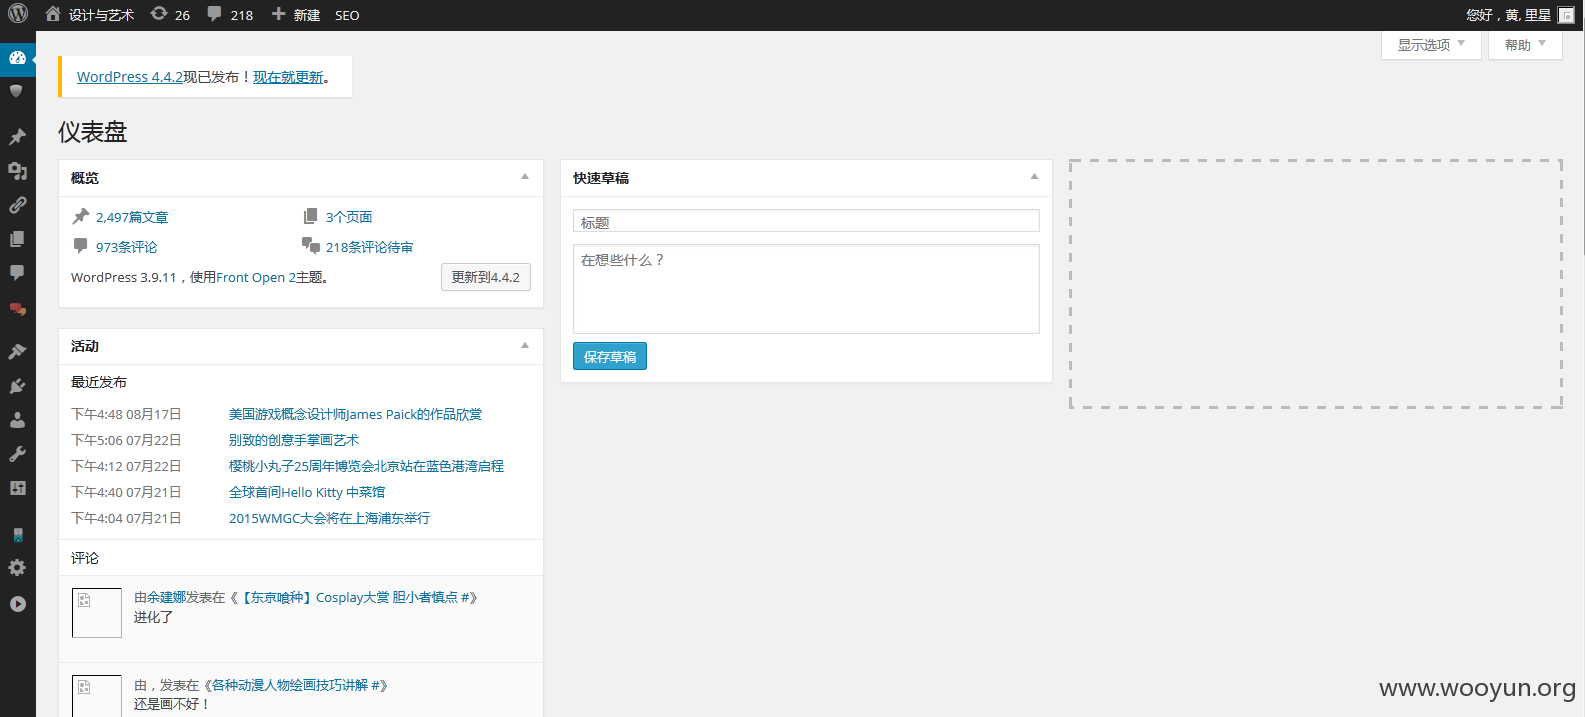 设计与艺术 26 218 新建 SEO 您好，黄, 里星
显示选项 帮助
WordPress 4.4.2现已发布！现在就更新。
仪表盘
概览
2,497篇文章 3个页面
973条评论 218条评论待审
WordPress 3.9.11，使用Front Open 2主题。 更新到4.4.2
活动
最近发布
下午4:48 08月17日 美国游戏概念设计师James Paick的作品欣赏
下午5:06 07月22日 别致的创意手掌画艺术
下午4:12 07月22日 樱桃小丸子25周年博览会北京站在蓝色港湾启程
下午4:40 07月21日 全球首间Hello Kitty 中菜馆
下午4:04 07月21日 2015WMGC大会将在上海浦东举行
评论
由余建娜发表在《【东京喰种】Cosplay大赏 胆小者慎点 #》
进化了
由，发表在《各种动漫人物绘画技巧讲解 #》
还是画不好！
快速草稿
标题
在想些什么？
保存草稿
www.wooyun.org